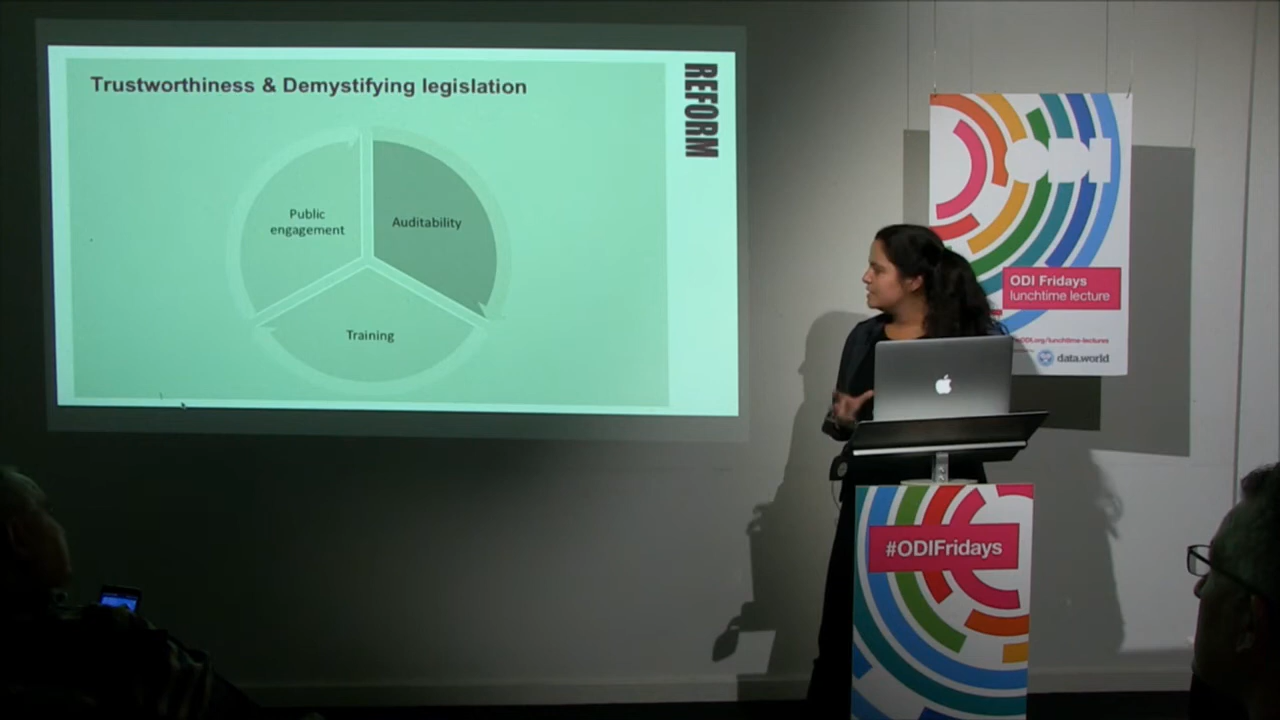 Trustworthiness & Demystifying legislation
REFORM
Public
engagement
Auditability
Training
ODI Fridays
lunchtime lecture
data.world
#ODIFridays